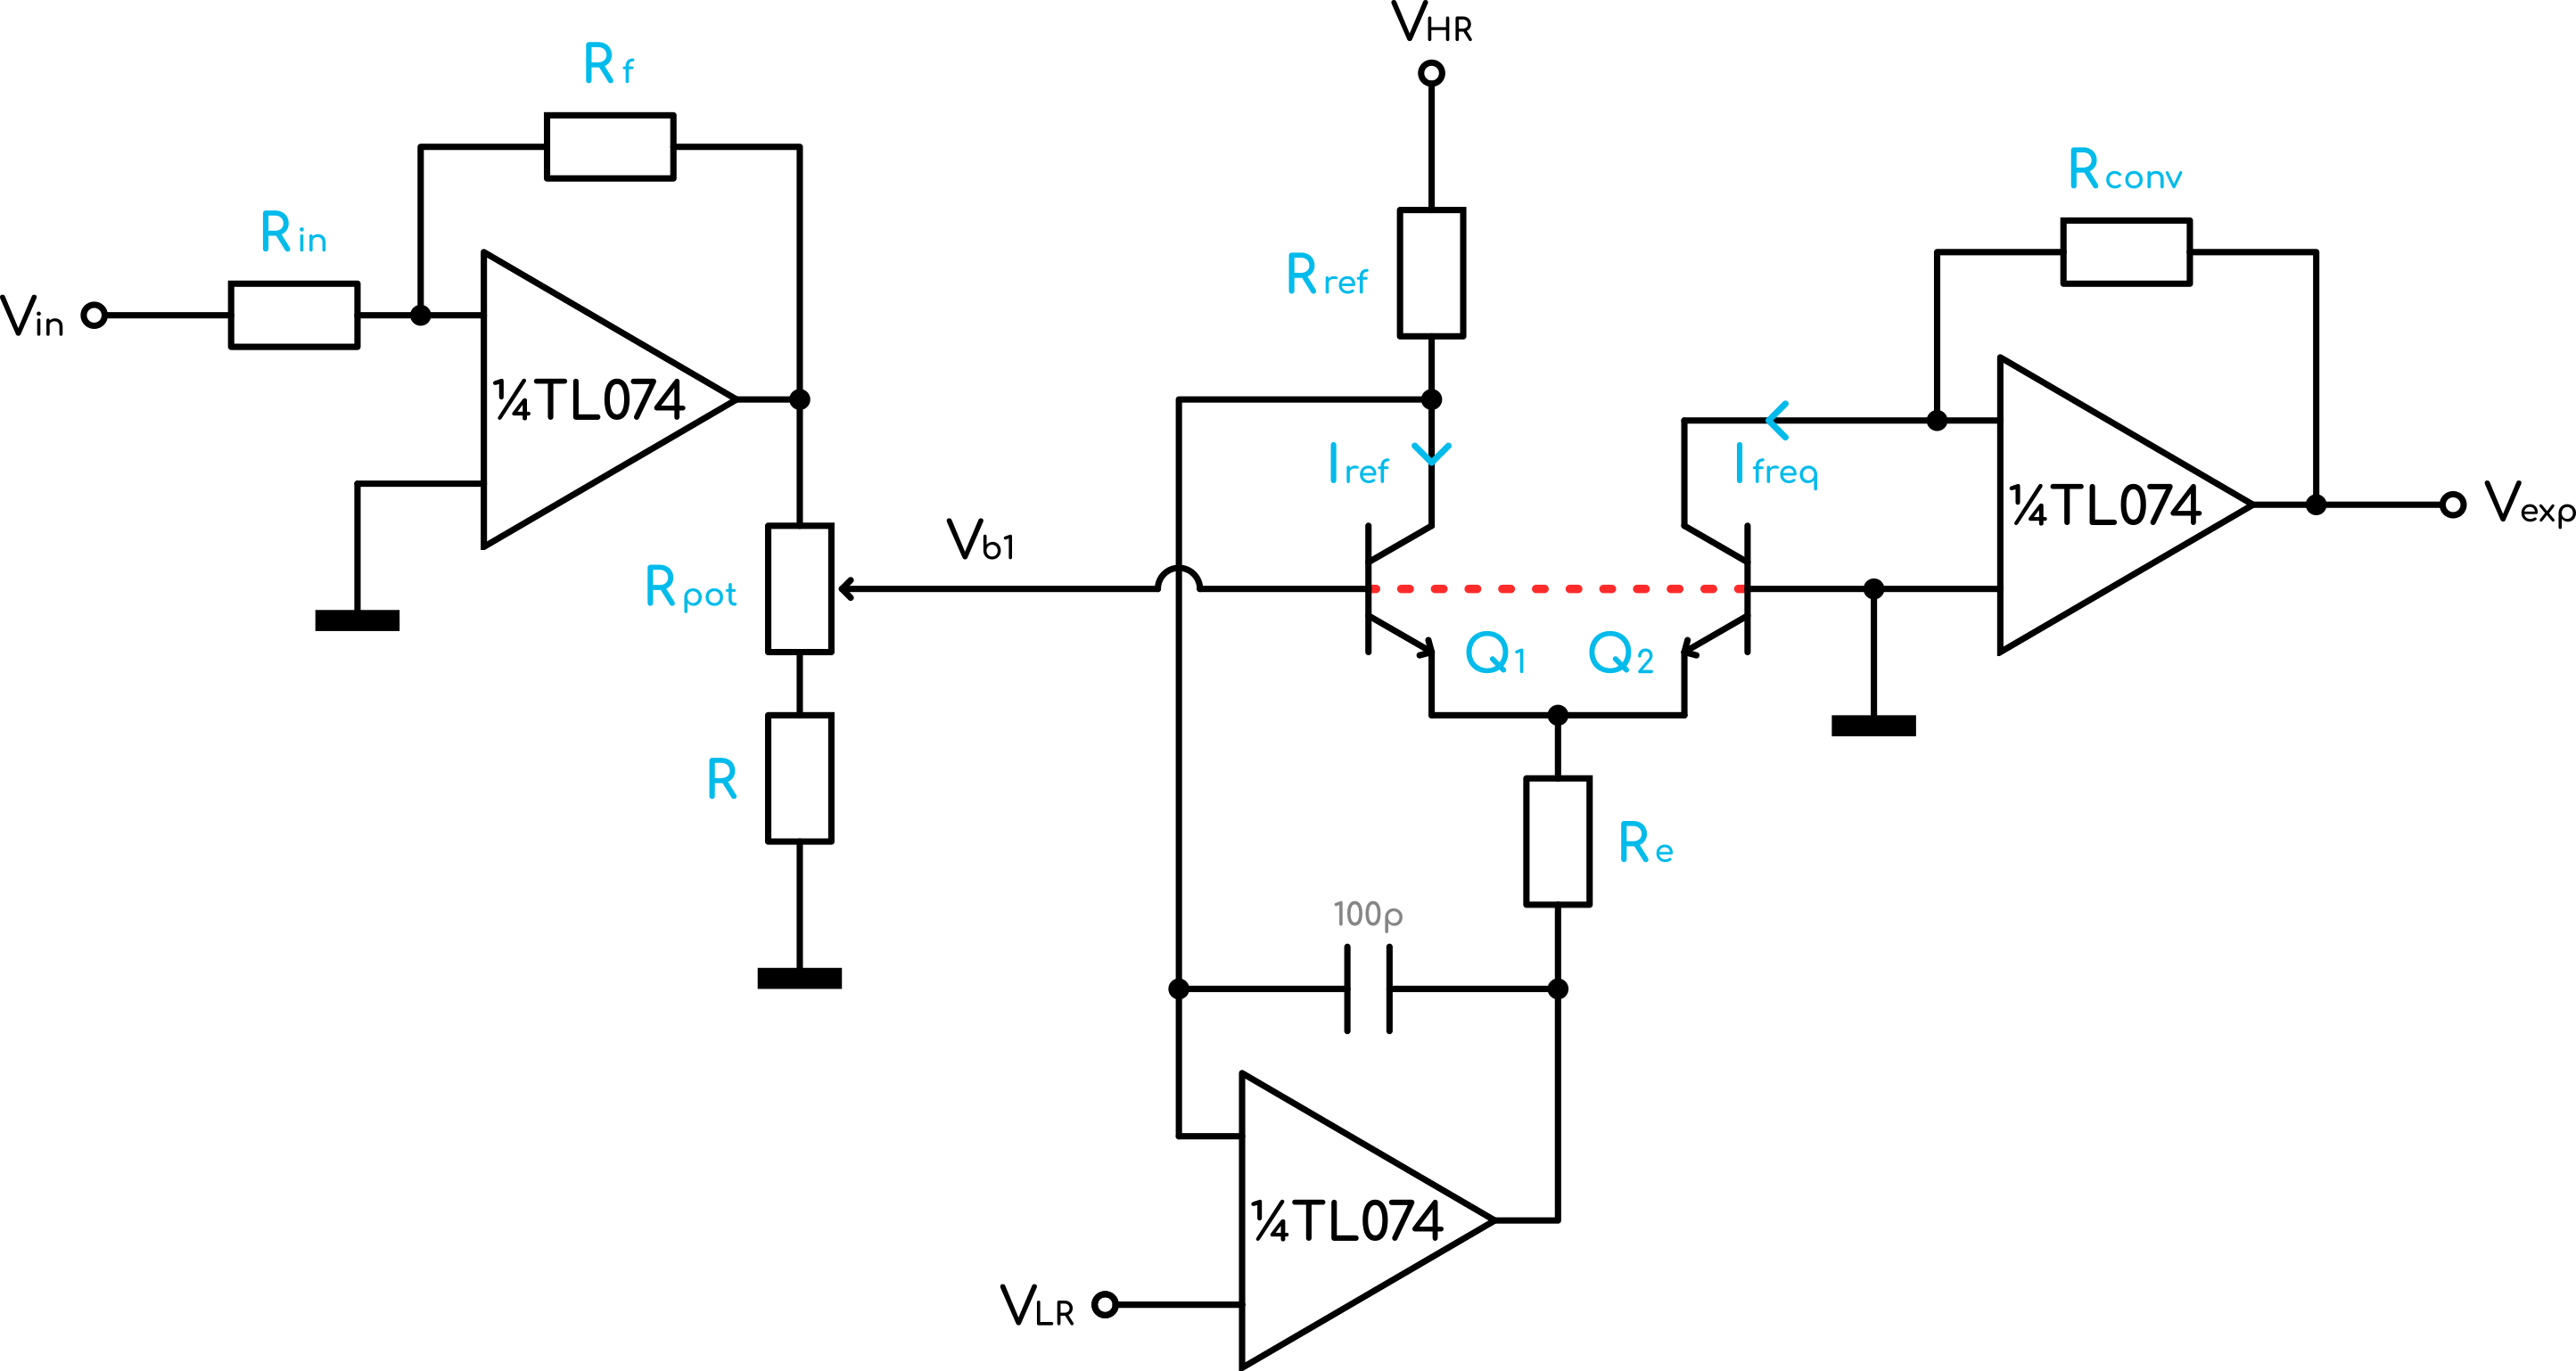 VHR
Rf
Rconv
Rin
Rref
Vin
¼TL074
Iref
Ifreq
¼TL074
Vexp
Vb1
Rpot
Q1
Q2
R
Re
100p
¼TL074
VLR